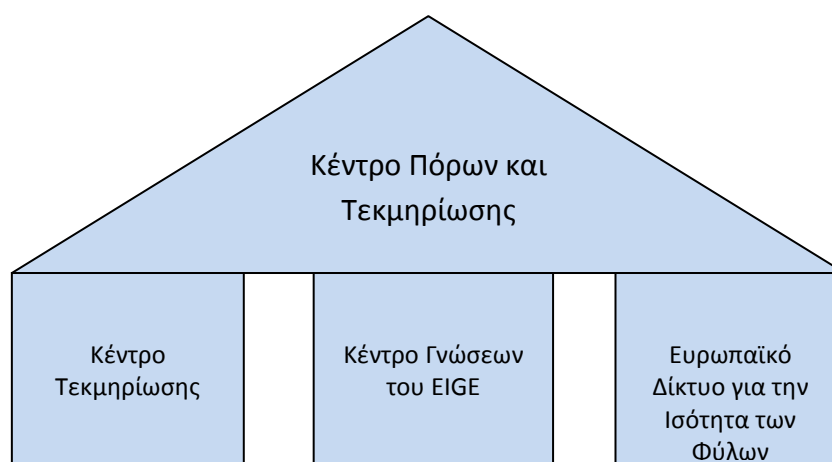 Κέντρο Πόρων και
Τεκμηρίωσης
Κέντρο
Τεκμηρίωσης
Κέντρο Γνώσεων
του EIGE
Ευρωπαϊκό
Δίκτυο για την
Ισότητα των
Φύλων